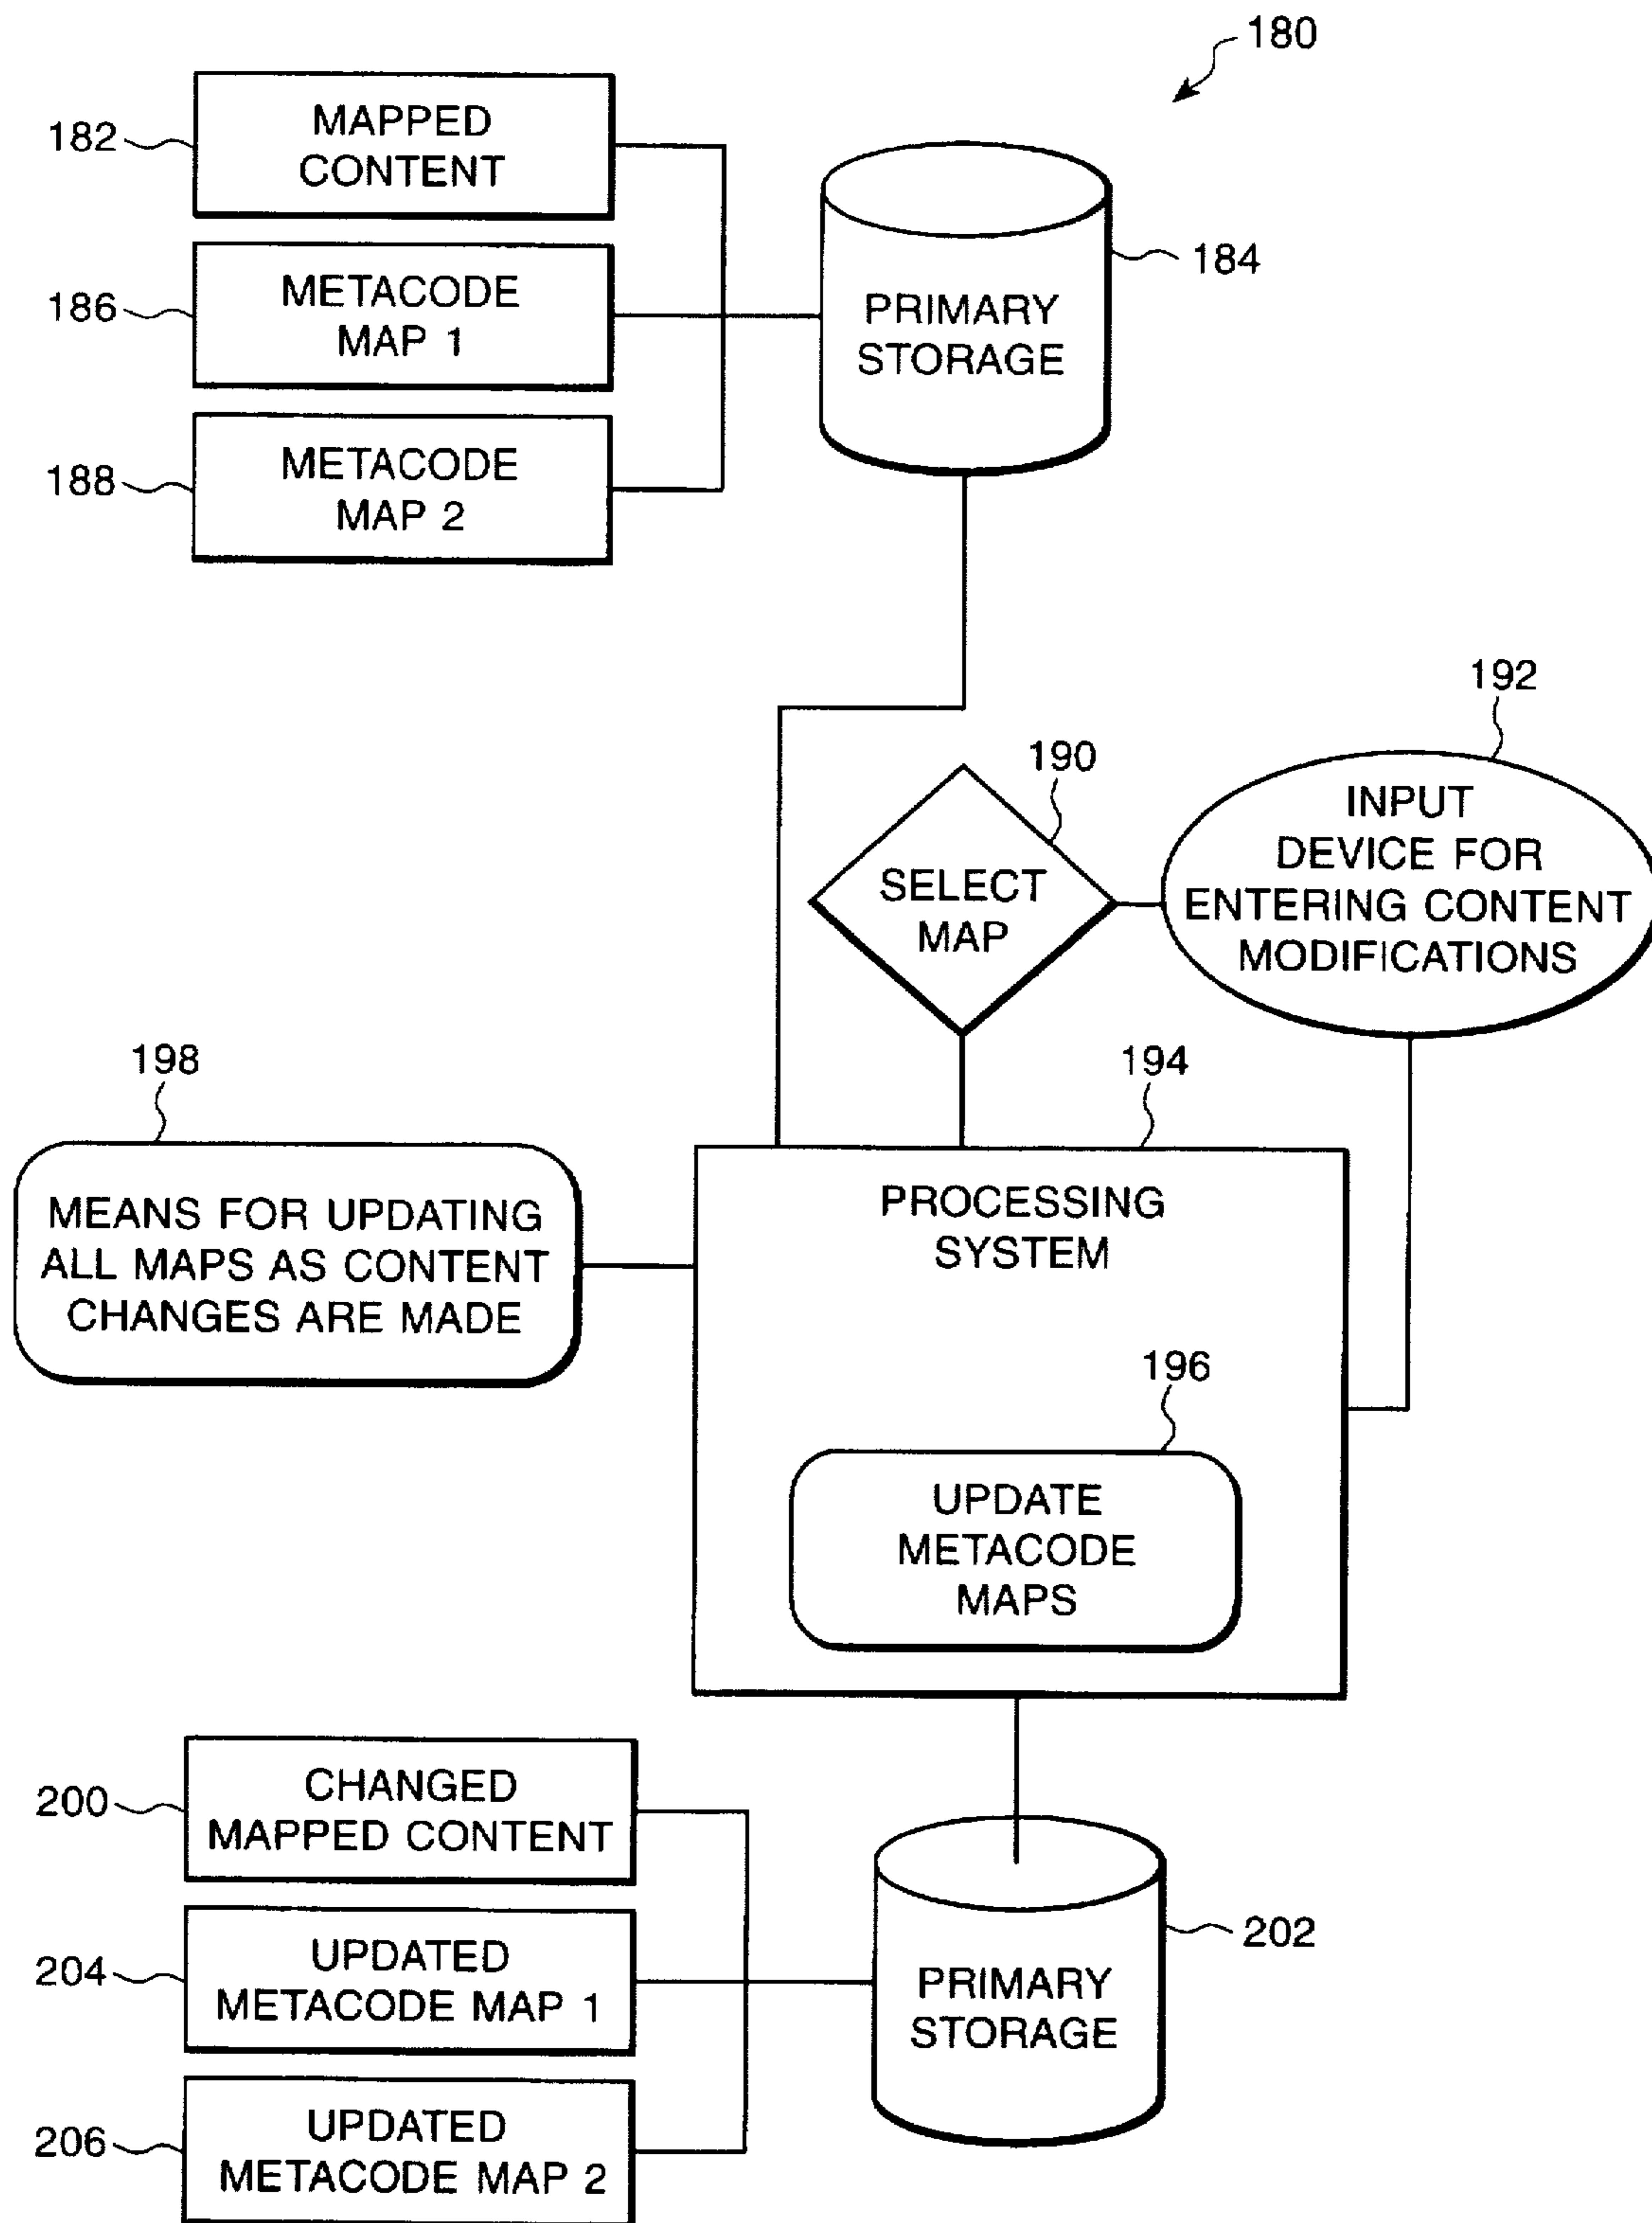 180
182
MAPPED
CONTENT
186
METACODE
MAP 1
188
METACODE
MAP 2
PRIMARY
STORAGE
184
190
SELECT
MAP
192
INPUT
DEVICE FOR
ENTERING CONTENT
MODIFICATIONS
198
MEANS FOR UPDATING
ALL MAPS AS CONTENT
CHANGES ARE MADE
194
PROCESSING
SYSTEM
196
UPDATE
METACODE
MAPS
200
CHANGED
MAPPED CONTENT
204
UPDATED
METACODE MAP 1
206
UPDATED
METACODE MAP 2
202
PRIMARY
STORAGE